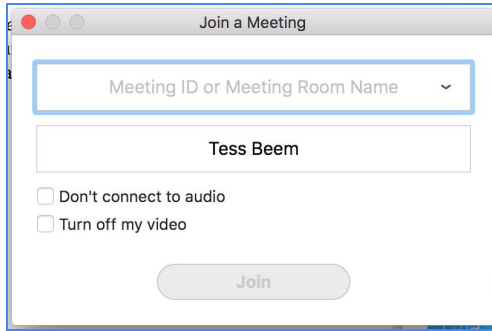 Join a Meeting
Meeting ID or Meeting Room Name
Tess Beem
Don't connect to audio
Turn off my video
Join